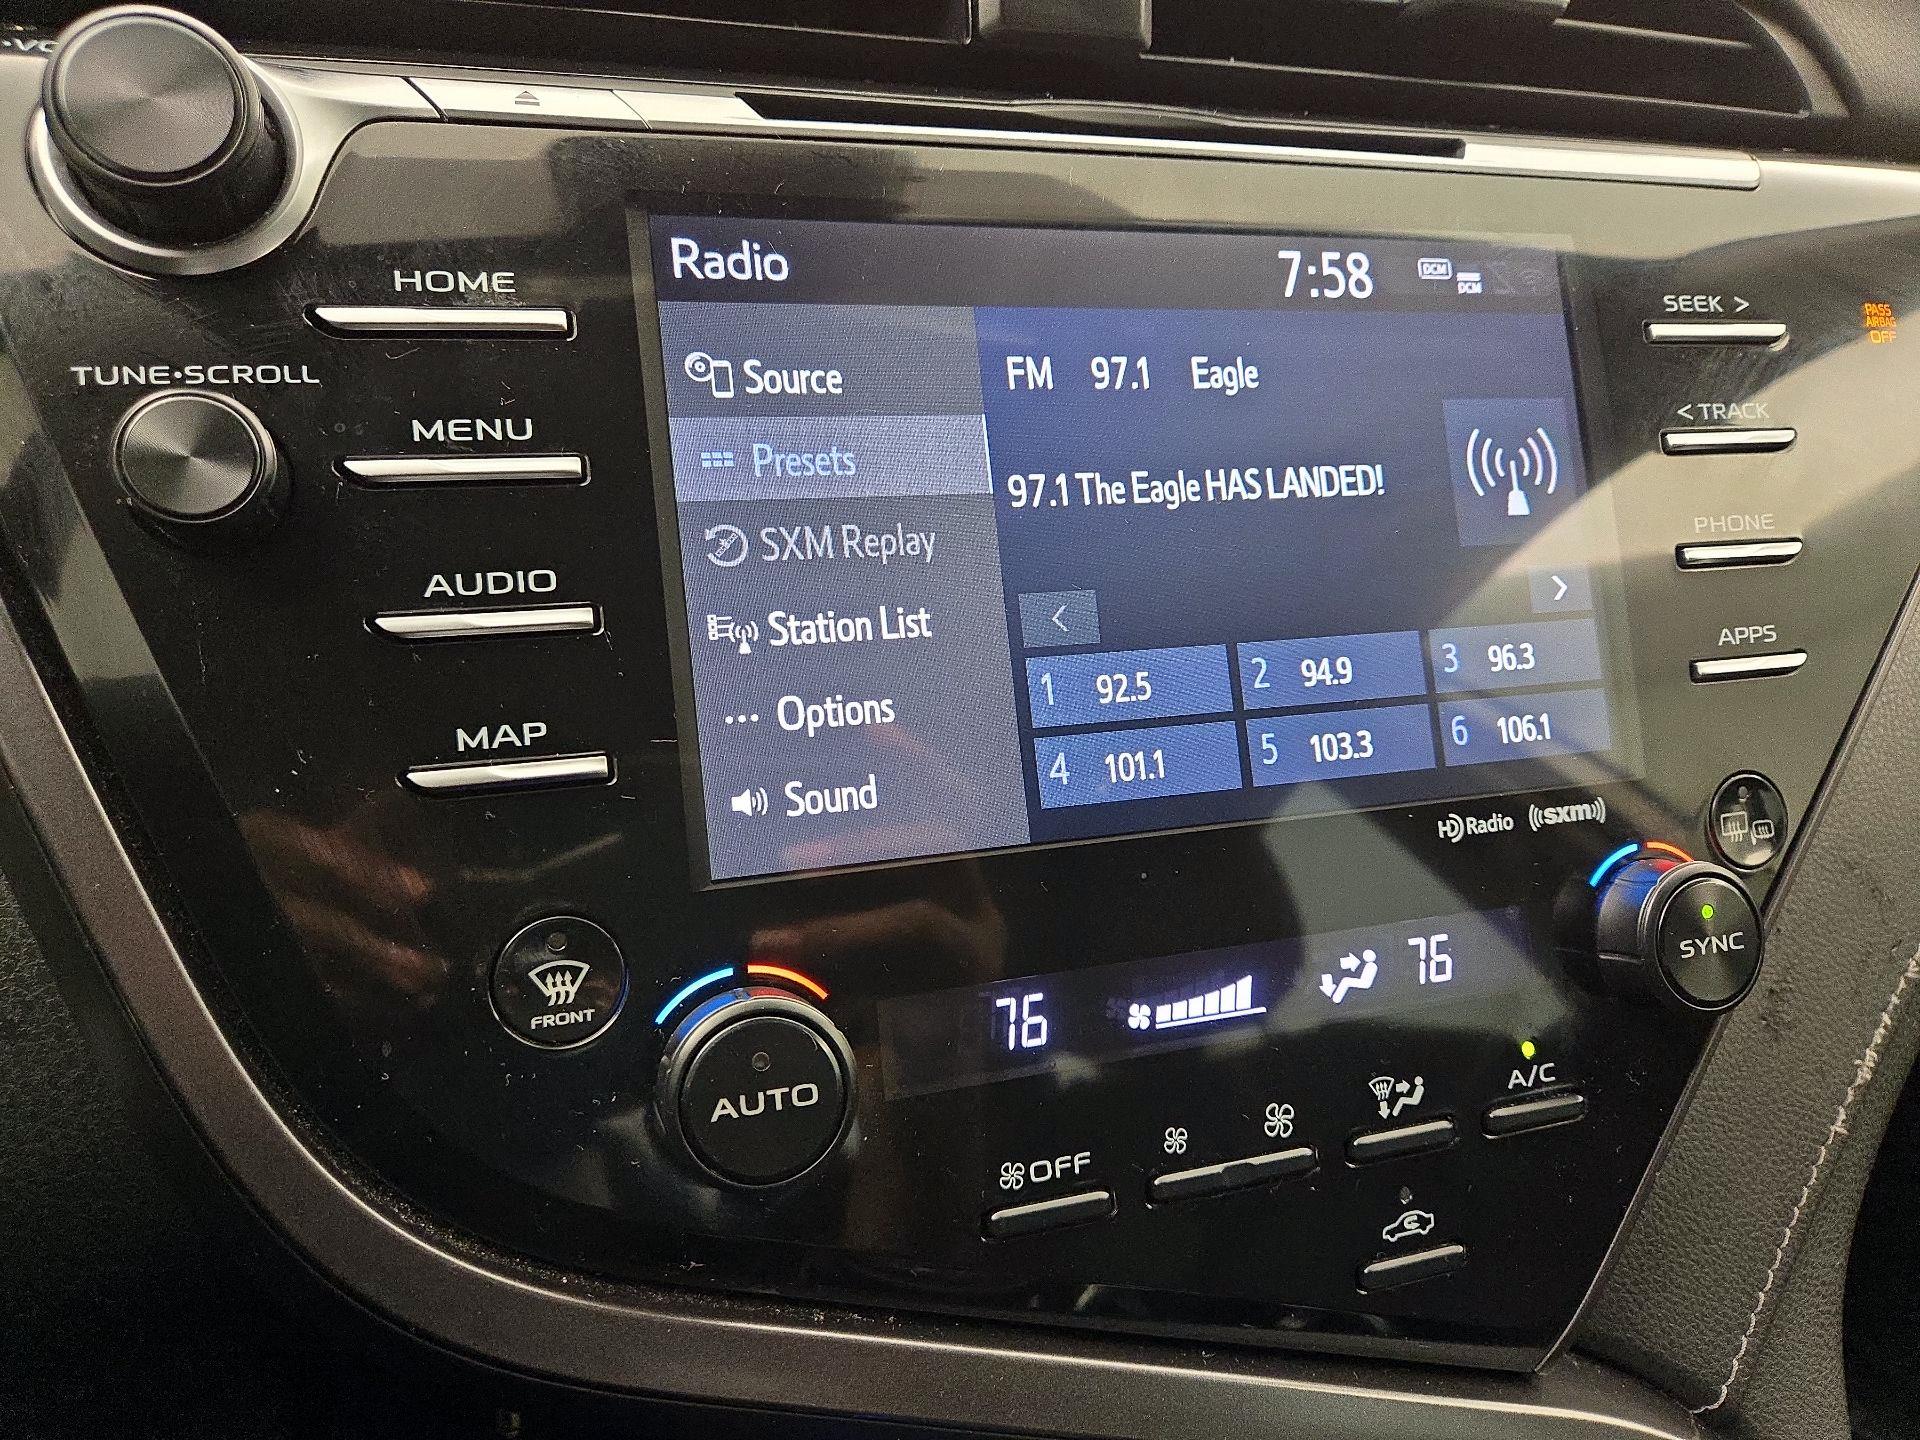 Radio
7:58
DCM
DCM
HOME
TUNE•SCROLL
MENU
AUDIO
MAP
Source
Presets
SXM Replay
Station List
Options
Sound
FM 97.1 Eagle
97.1 The Eagle HAS LANDED!
<
>
1 92.5
2 94.9
3 96.3
4 101.1
5 103.3
6 106.1
SEEK >
< TRACK
PHONE
APPS
PASS
AIRBAG
OFF
HD Radio
((sxm))
FRONT
AUTO
76
76
SYNC
OFF
A/C